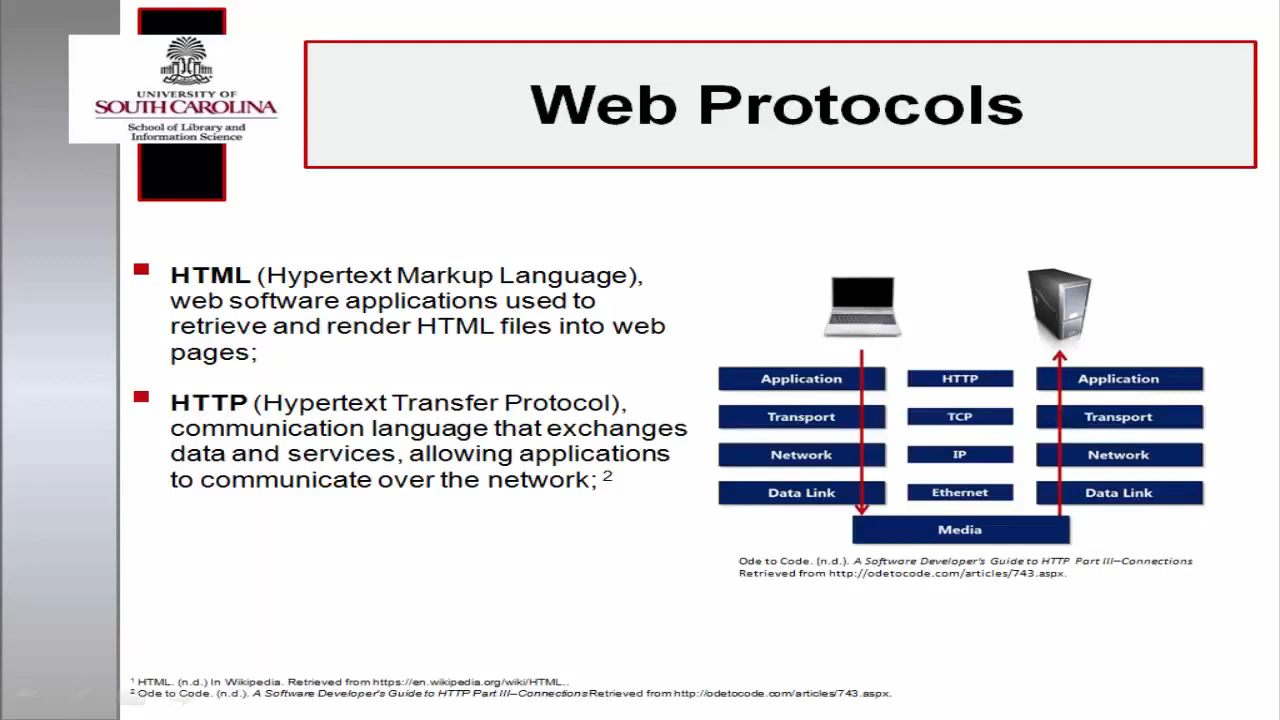 UNIVERSITY OF
SOUTH CAROLINA
School of Library and
Information Science
Web Protocols
HTML (Hypertext Markup Language),
web software applications used to
retrieve and render HTML files into web
pages;
HTTP (Hypertext Transfer Protocol),
communication language that exchanges
data and services, allowing applications
to communicate over the network; 2
Application HTTP Application
Transport TCP Transport
Network IP Network
Data Link Ethernet Data Link
Media
Ode to Code. (n.d.). A Software Developer's Guide to HTTP Part III–Connections
Retrieved from http://odetocode.com/articles/743.aspx.
1 HTML. (n.d.) In Wikipedia. Retrieved from https://en.wikipedia.org/wiki/HTML..
2 Ode to Code. (n.d.). A Software Developer's Guide to HTTP Part III–Connections Retrieved from http://odetocode.com/articles/743.aspx.